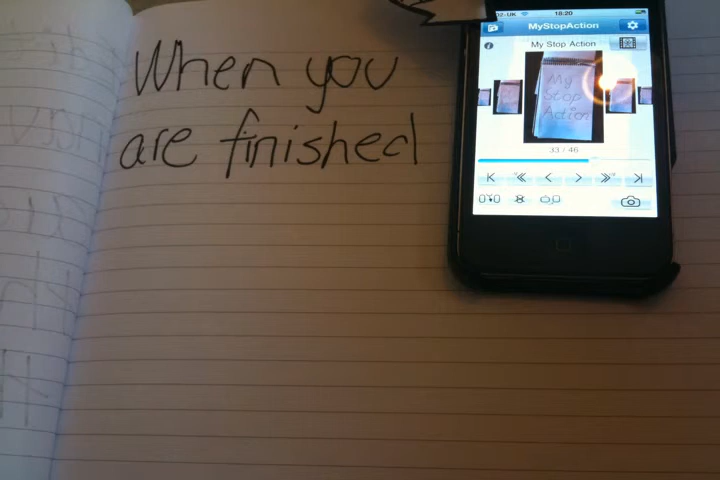 When you
are finished
O2-UK 18:20
MyStopAction
My Stop Action
My
Stop
Action
33 / 46